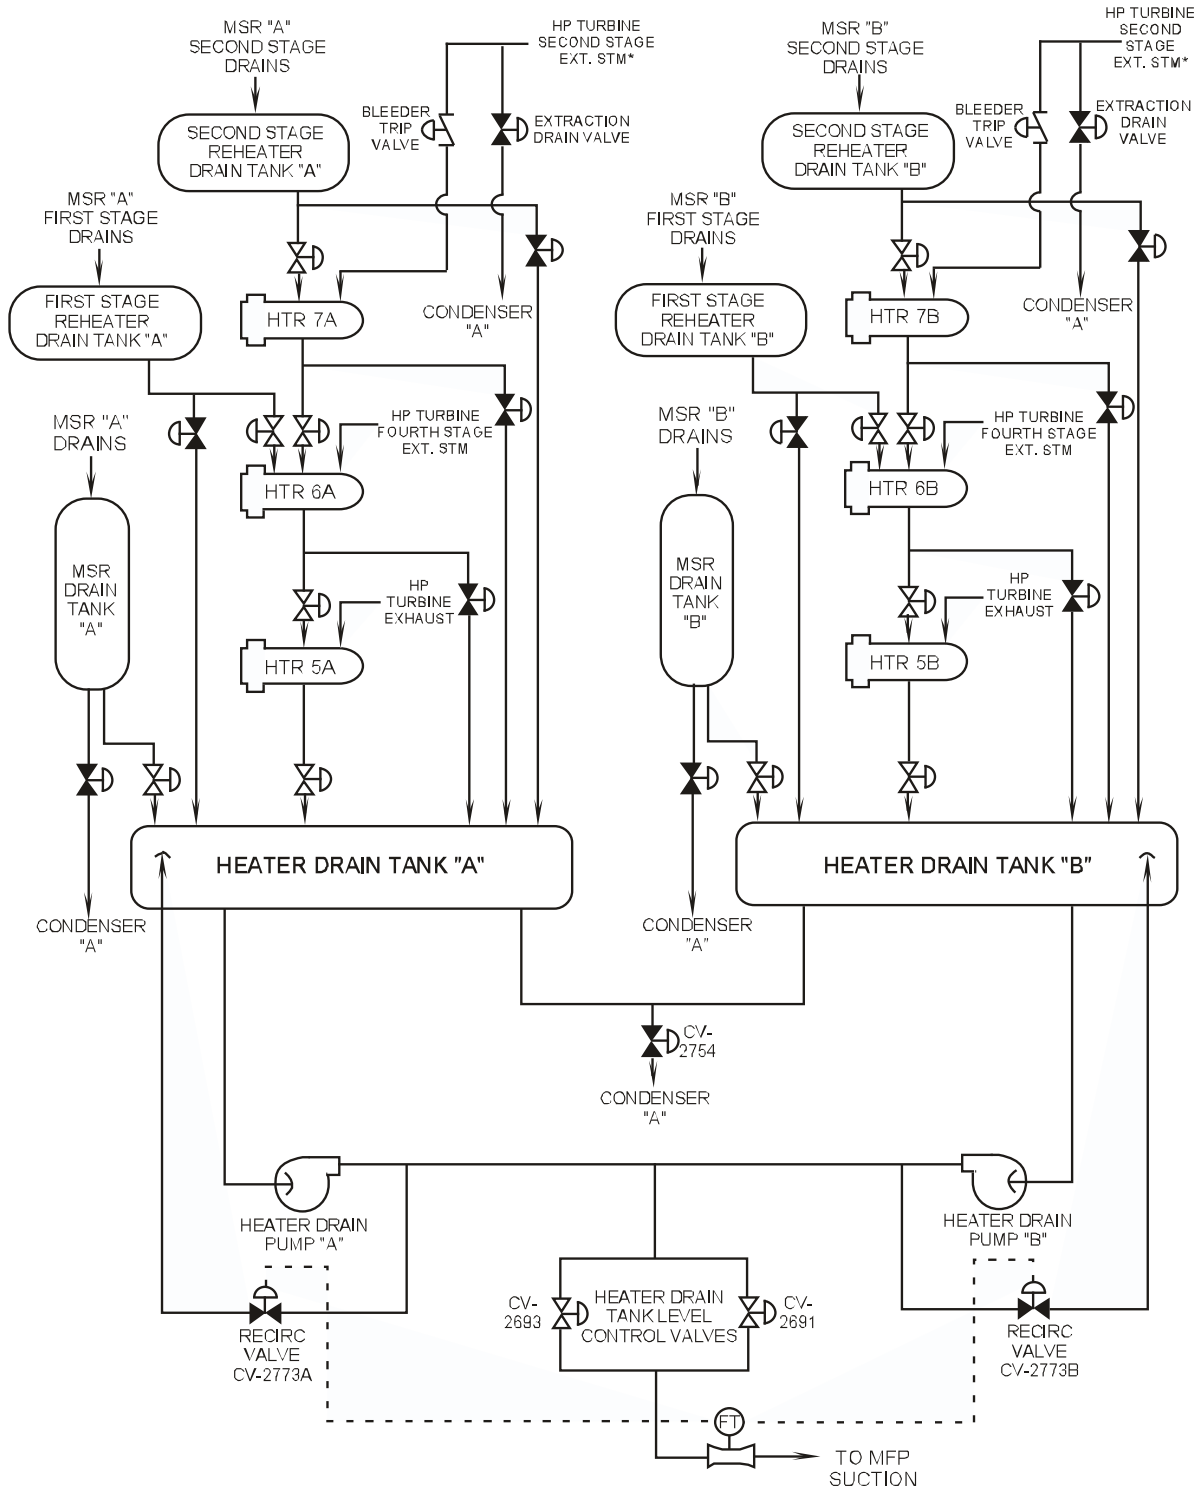 MSR "A"
SECOND STAGE
DRAINS
HP TURBINE
SECOND STAGE
EXT. STM*
BLEEDER
TRIP
VALVE
EXTRACTION
DRAIN VALVE
SECOND STAGE
REHEATER
DRAIN TANK "A"
MSR "A"
FIRST STAGE
DRAINS
FIRST STAGE
REHEATER
DRAIN TANK "A"
HTR 7A
CONDENSER
"A"
MSR "A"
DRAINS
HP TURBINE
FOURTH STAGE
EXT. STM
HTR 6A
MSR
DRAIN
TANK
"A"
HP
TURBINE
EXHAUST
HTR 5A
HEATER DRAIN TANK "A"
CONDENSER
"A"
MSR "B"
SECOND STAGE
DRAINS
HP TURBINE
SECOND
STAGE
EXT. STM*
BLEEDER
TRIP
VALVE
EXTRACTION
DRAIN
VALVE
SECOND STAGE
REHEATER
DRAIN TANK "B"
MSR "B"
FIRST STAGE
DRAINS
FIRST STAGE
REHEATER
DRAIN TANK "B"
HTR 7B
CONDENSER
"A"
MSR "B"
DRAINS
HP TURBINE
FOURTH STAGE
EXT. STM
HTR 6B
MSR
DRAIN
TANK
"B"
HP
TURBINE
EXHAUST
HTR 5B
HEATER DRAIN TANK "B"
CONDENSER
"A"
CV-
2754
CONDENSER
"A"
HEATER DRAIN
PUMP "A"
HEATER DRAIN
PUMP "B"
RECIRC
VALVE
CV-2773A
CV-
2693
HEATER DRAIN
TANK LEVEL
CONTROL VALVES
CV-
2691
RECIRC
VALVE
CV-2773B
FT
TO MFP
SUCTION